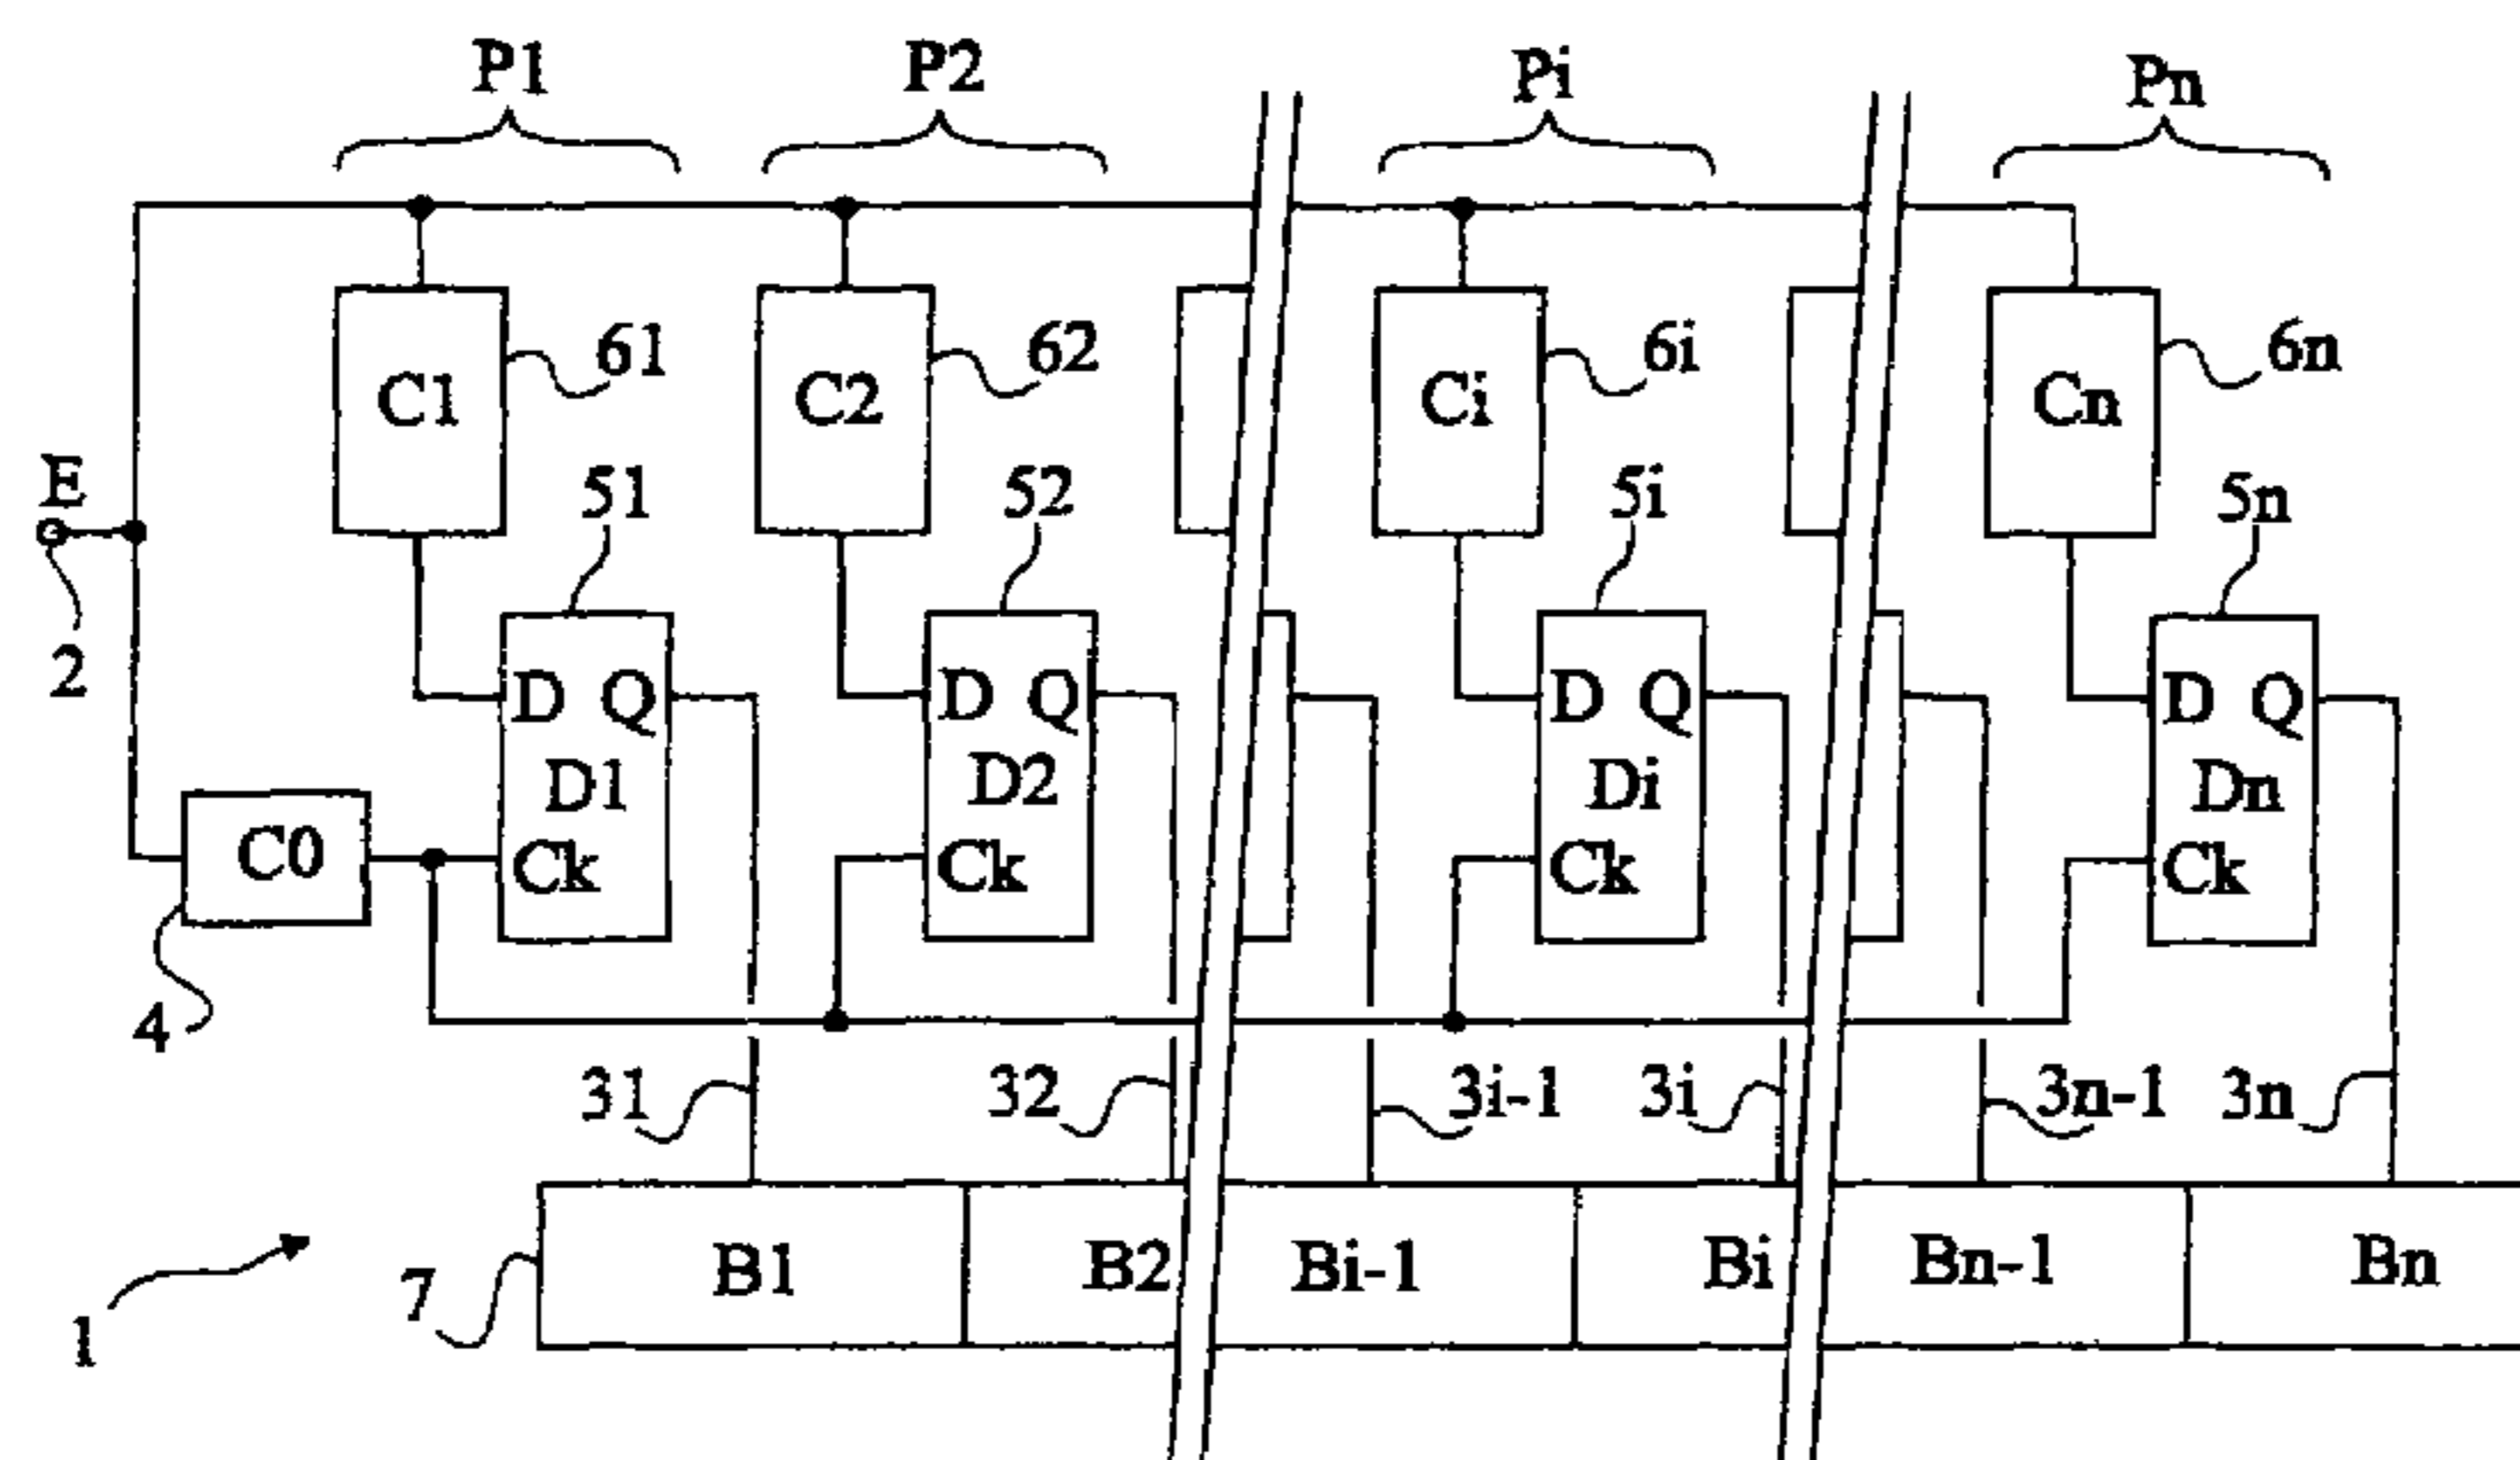 P1 P2 Pi Pn
C1 61 C2 62 Ci 6i Cn 6n
E 51 52 5i 5n
2
D Q D Q D Q D Q
D1 D2 Di Dn
C0 Ck Ck Ck Ck
4
31 32 3i-1 3i 3n-1 3n
7 B1 B2 Bi-1 Bi Bn-1 Bn
1